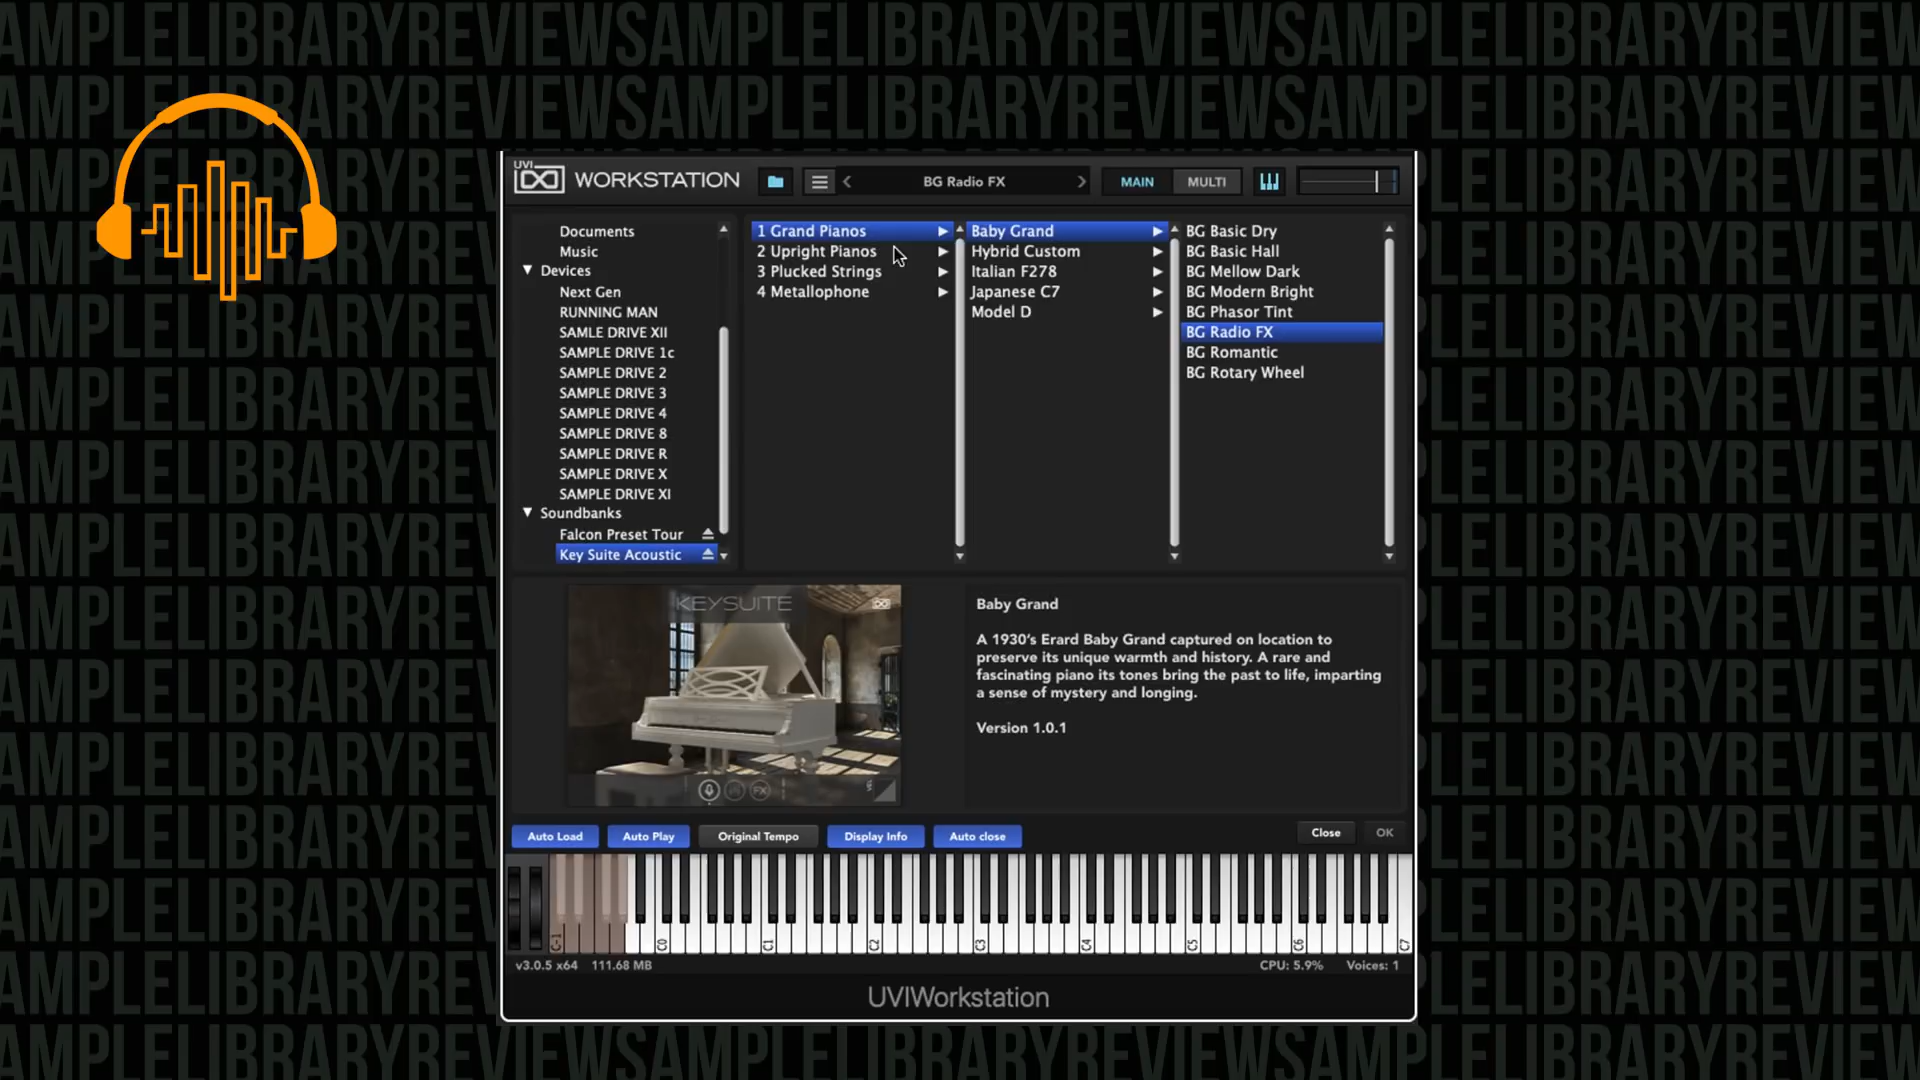 SAMPLELIBRARYREVIEWSAMPLELIBRARYREVIEWSAMPLELIBRARYREVIEW
UVI
WORKSTATION
BG Radio FX
MAIN
MULTI
Documents
Music
Devices
Next Gen
RUNNING MAN
SAMLE DRIVE XII
SAMPLE DRIVE 1c
SAMPLE DRIVE 2
SAMPLE DRIVE 3
SAMPLE DRIVE 4
SAMPLE DRIVE 8
SAMPLE DRIVE R
SAMPLE DRIVE X
SAMPLE DRIVE XI
Soundbanks
Falcon Preset Tour
Key Suite Acoustic
1 Grand Pianos
2 Upright Pianos
3 Plucked Strings
4 Metallophone
Baby Grand
Hybrid Custom
Italian F278
Japanese C7
Model D
BG Basic Dry
BG Basic Hall
BG Mellow Dark
BG Modern Bright
BG Phasor Tint
BG Radio FX
BG Romantic
BG Rotary Wheel
KEYSUITE
FX
Baby Grand
A 1930's Erard Baby Grand captured on location to
preserve its unique warmth and history. A rare and
fascinating piano its tones bring the past to life, imparting
a sense of mystery and longing.
Version 1.0.1
Auto Load
Auto Play
Original Tempo
Display Info
Auto close
Close
OK
C-1
C0
C1
C2
C3
C4
C5
C6
C7
v3.0.5 x64
111.68 MB
CPU: 5.9%
Voices: 1
UVIWorkstation